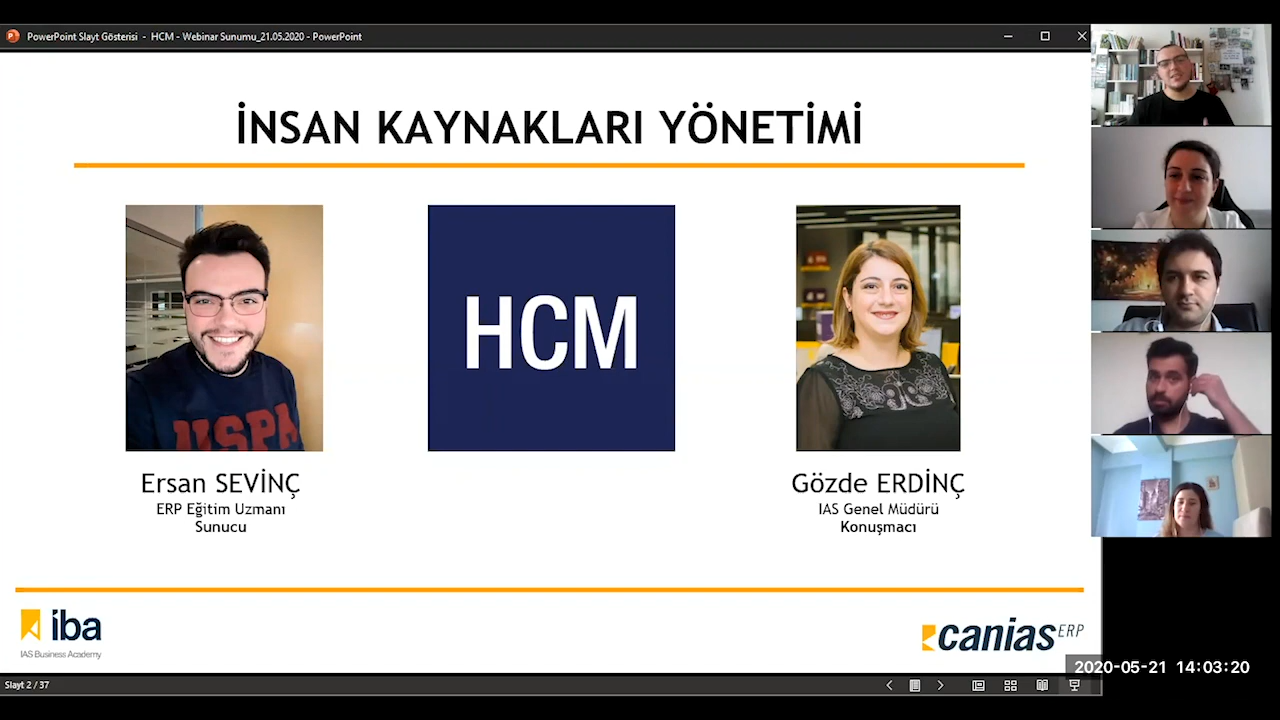 PowerPoint Slayt Gösterisi - HCM - Webinar Sunumu_21.05.2020 - PowerPoint
İNSAN KAYNAKLARI YÖNETİMİ
USPA
HCM
Ersan SEVİNÇ
ERP Eğitim Uzmanı
Sunucu
Gözde ERDİNÇ
IAS Genel Müdürü
Konuşmacı
iba
IAS Business Academy
canias ERP
2020-05-21 14:03:20
Slayt 2 / 37